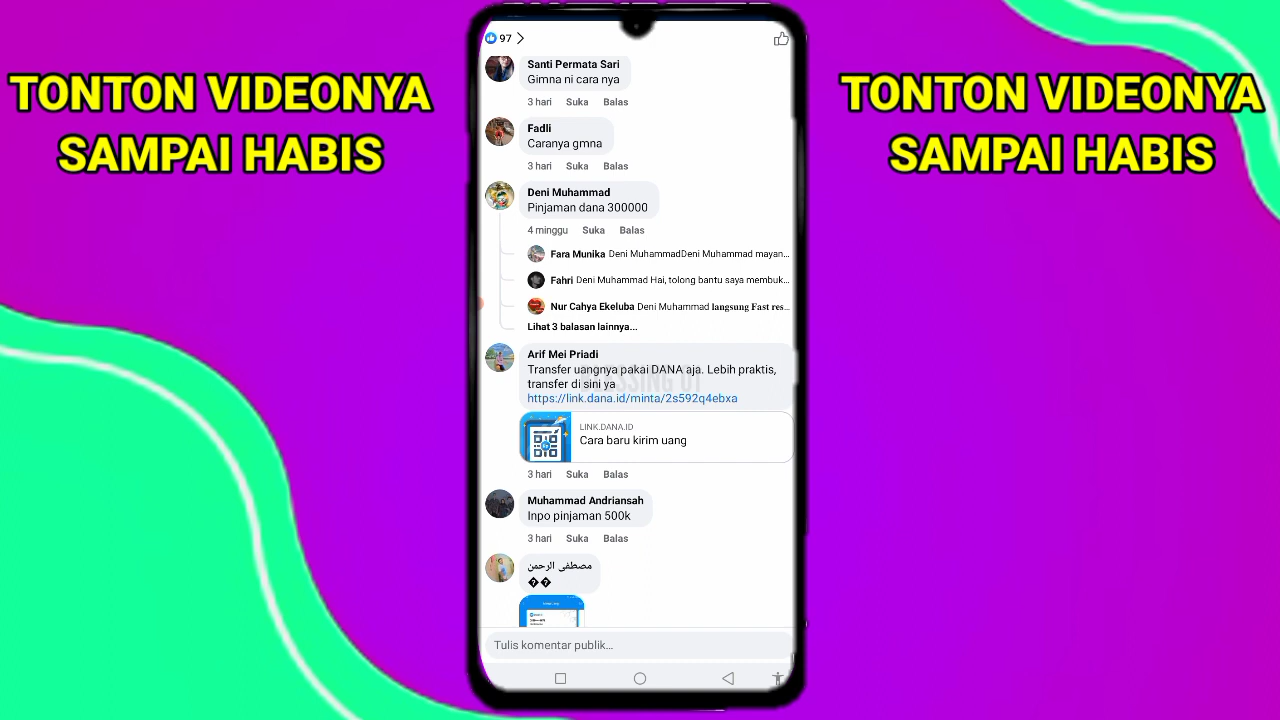 TONTON VIDEONYA
SAMPAI HABIS
TONTON VIDEONYA
SAMPAI HABIS
97
Santi Permata Sari
Gimna ni cara nya
3 hari Suka Balas
Fadli
Caranya gmna
3 hari Suka Balas
Deni Muhammad
Pinjaman dana 300000
4 minggu Suka Balas
Fara Munika Deni MuhammadDeni Muhammad mayan...
Fahri Deni Muhammad Hai, tolong bantu saya membuk...
Nur Cahya Ekeluba Deni Muhammad langsung Fast res...
Lihat 3 balasan lainnya...
Arif Mei Priadi
Transfer uangnya pakai DANA aja. Lebih praktis,
transfer di sini ya
https://link.dana.id/minta/2s592q4ebxa
LINK.DANA.ID
Cara baru kirim uang
3 hari Suka Balas
Muhammad Andriansah
Inpo pinjaman 500k
3 hari Suka Balas
مصطفى الرحمن
��
Tulis komentar publik...